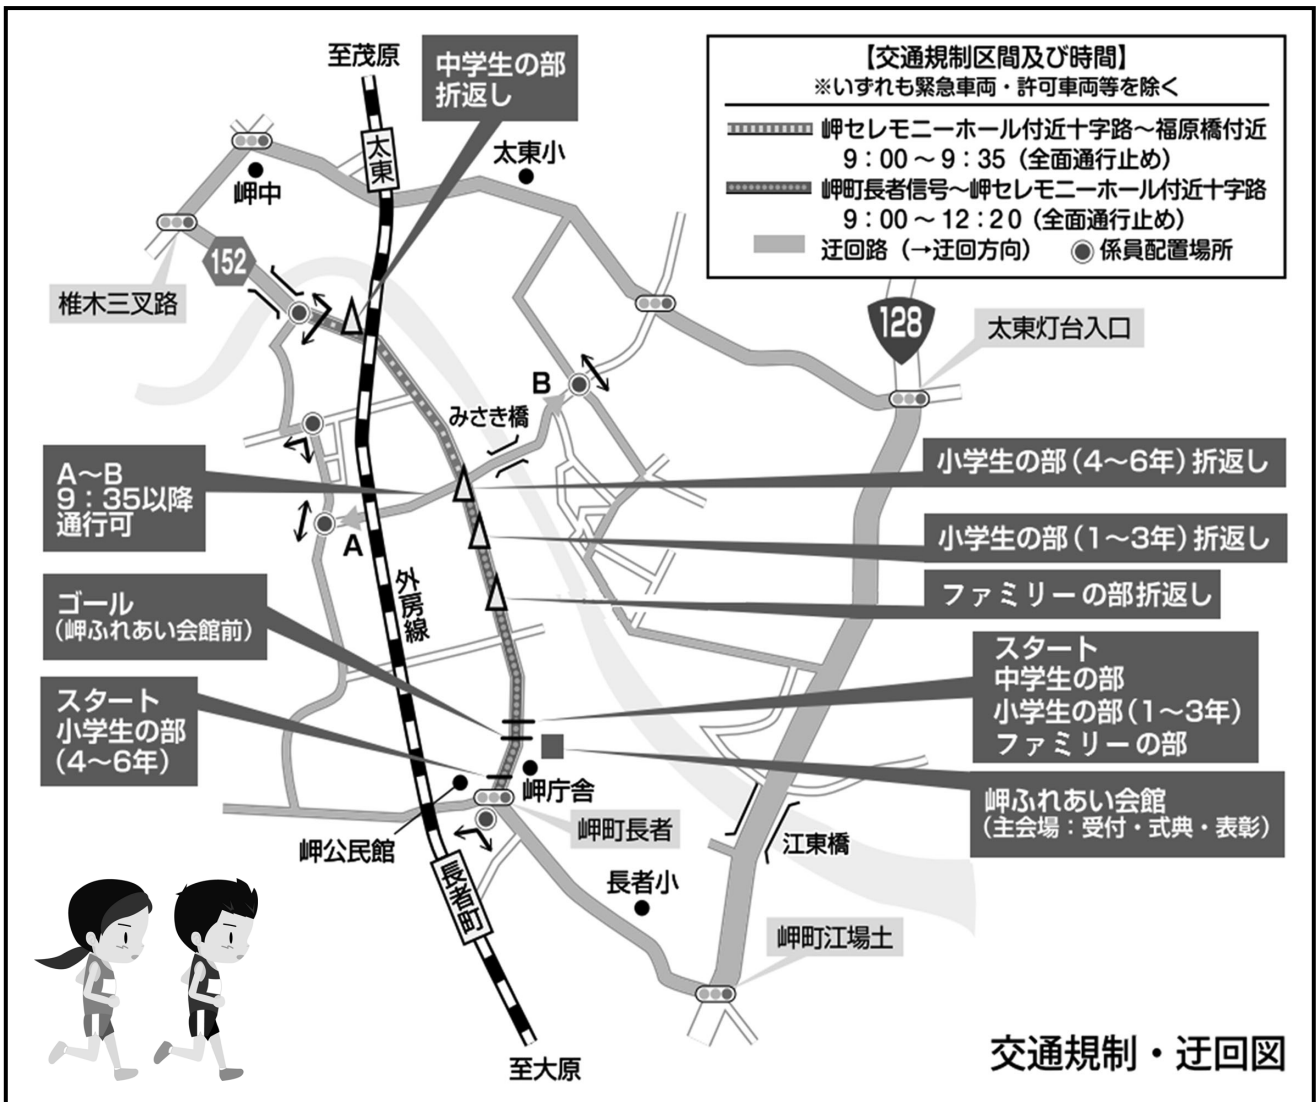 至茂原
中学生の部
折返し
【交通規制区間及び時間】
※いずれも緊急車両・許可車両等を除く
岬セレモニーホール付近十字路～福原橋付近
9：00～9：35（全面通行止め）
岬町長者信号～岬セレモニーホール付近十字路
9：00～12：20（全面通行止め）
迂回路（→迂回方向）
係員配置場所
太東
太東小
岬中
152
椎木三叉路
128
太東灯台入口
B
みさき橋
A～B
9：35以降
通行可
A
小学生の部（4～6年）折返し
小学生の部（1～3年）折返し
ファミリーの部折返し
外房線
ゴール
（岬ふれあい会館前）
スタート
中学生の部
小学生の部（1～3年）
ファミリーの部
スタート
小学生の部
（4～6年）
岬庁舎
岬ふれあい会館
（主会場：受付・式典・表彰）
岬町長者
岬公民館
江東橋
長者町
長者小
岬町江場土
至大原
交通規制・迂回図